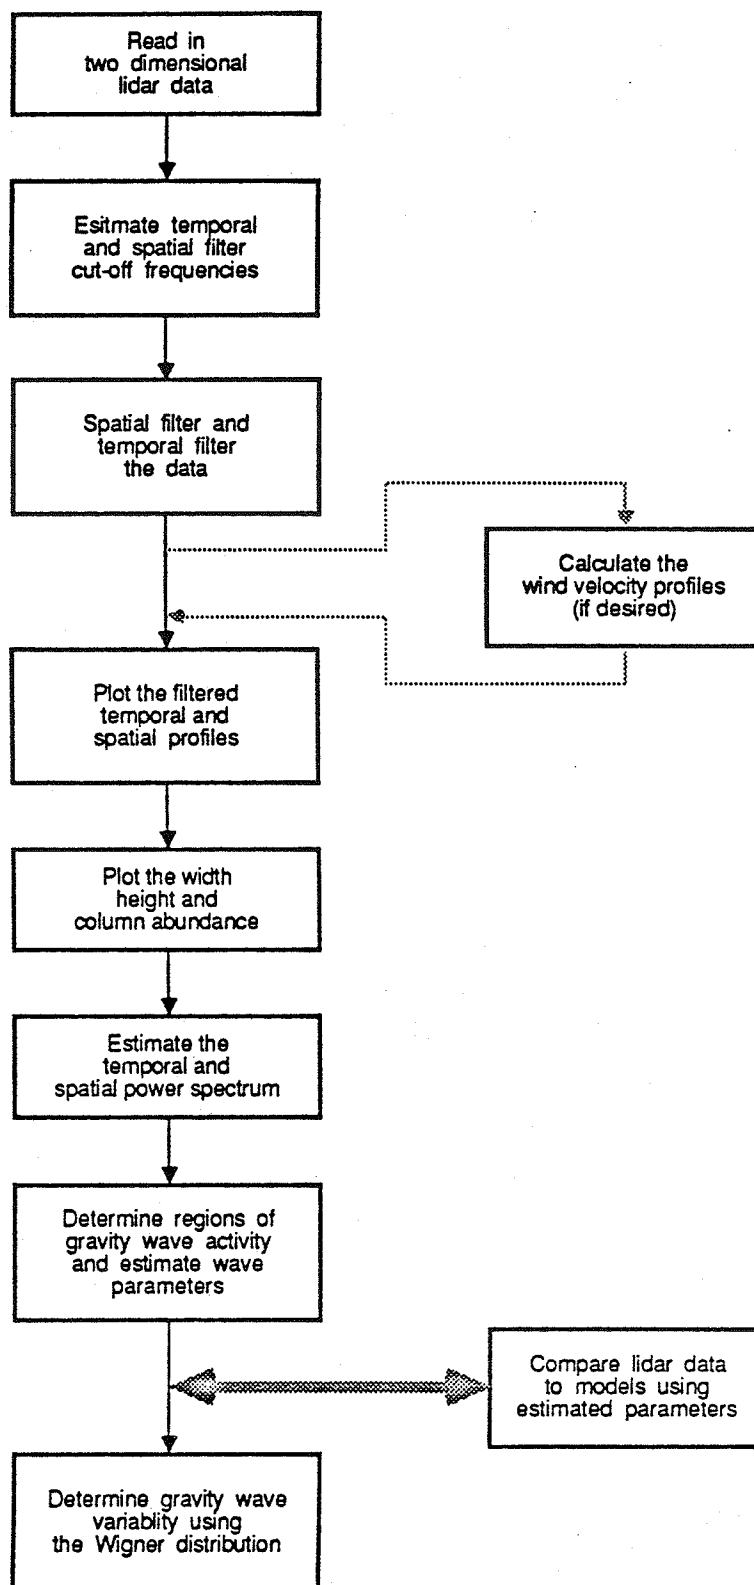 Read in
two dimensional
lidar data
Esitmate temporal
and spatial filter
cut-off frequencies
Spatial filter and
temporal filter
the data
Calculate the
wind velocity profiles
(if desired)
Plot the filtered
temporal and
spatial profiles
Plot the width
height and
column abundance
Estimate the
temporal and
spatial power spectrum
Determine regions of
gravity wave activity
and estimate wave
parameters
Compare lidar data
to models using
estimated parameters
Determine gravity wave
variablity using
the Wigner distribution